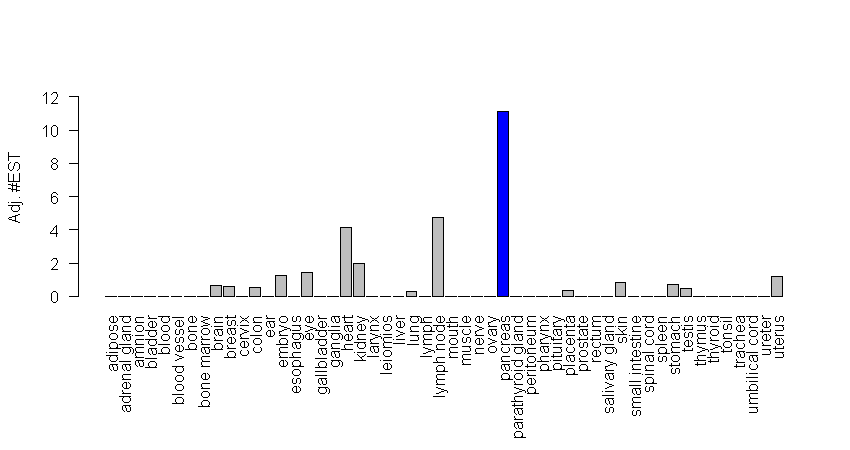 Adj. #EST
12
10
8
6
4
2
0
adipose
adrenal gland
amnion
bladder
blood
blood vessel
bone
bone marrow
brain
breast
cervix
colon
ear
embryo
esophagus
eye
gallbladder
ganglia
heart
kidney
larynx
leiomios
liver
lung
lymph
lymph node
mouth
muscle
nerve
ovary
pancreas
parathyroid gland
peritoneum
pharynx
pituitary
placenta
prostate
rectum
salivary gland
skin
small intestine
spinal cord
spleen
stomach
testis
thymus
thyroid
tonsil
trachea
umbilical cord
ureter
uterus